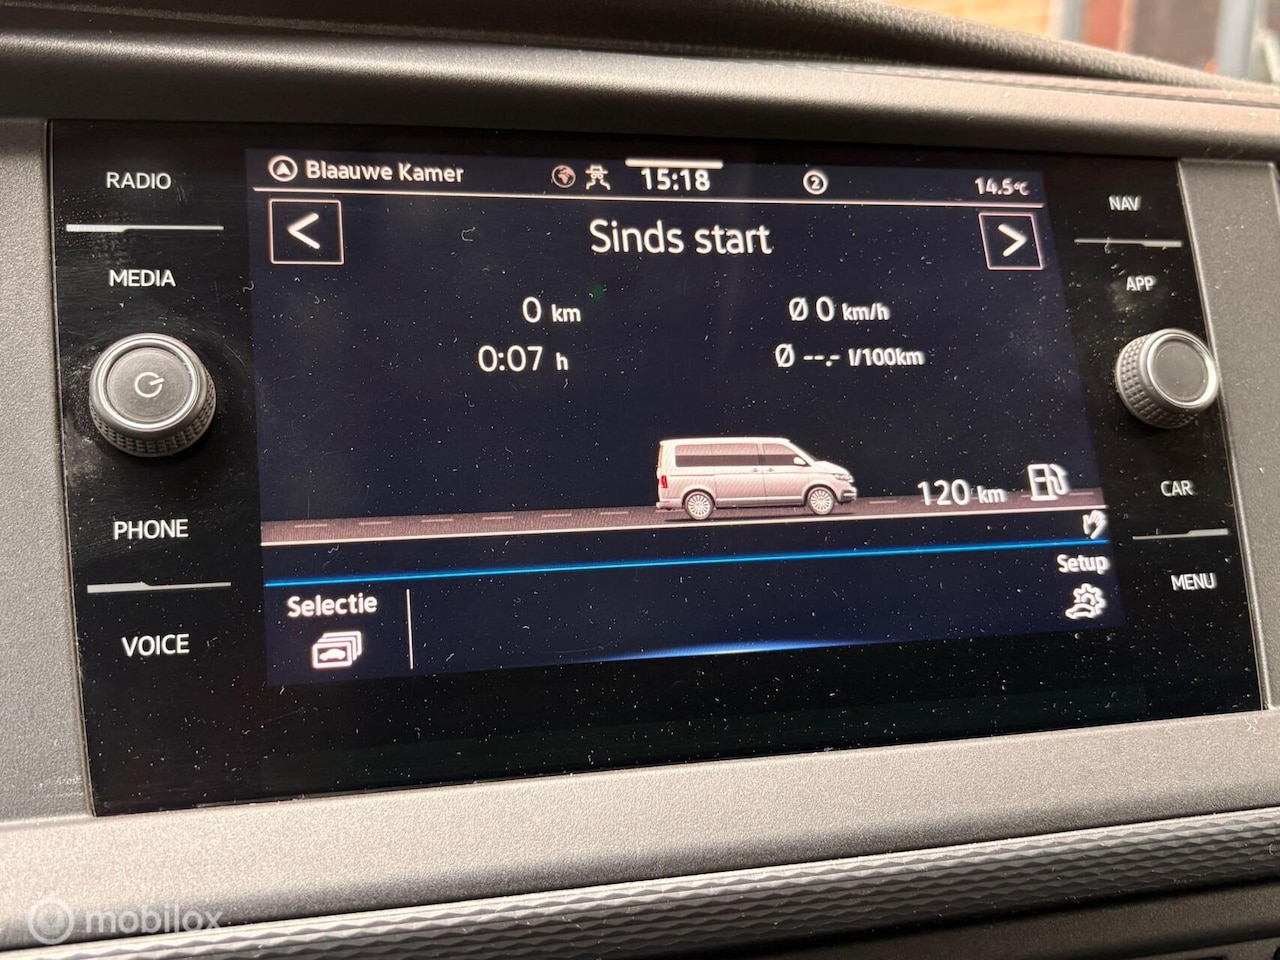 RADIO
MEDIA
PHONE
VOICE
Blaauwe Kamer
15:18
2
14.5°C
< Sinds start >
0 km
Ø 0 km/h
0:07 h
Ø --.- l/100km
120 km
Selectie
Setup
NAV
APP
CAR
MENU
mobilox